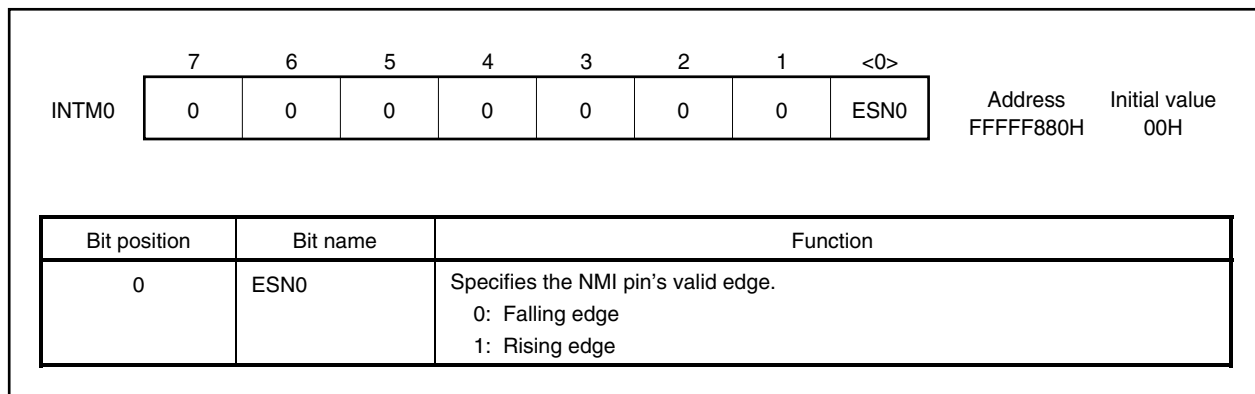 7 6 5 4 3 2 1 <0>
INTM0 0 0 0 0 0 0 0 ESN0 Address Initial value
FFFFF880H 00H
Bit position Bit name Function
0 ESN0 Specifies the NMI pin's valid edge.
0: Falling edge
1: Rising edge